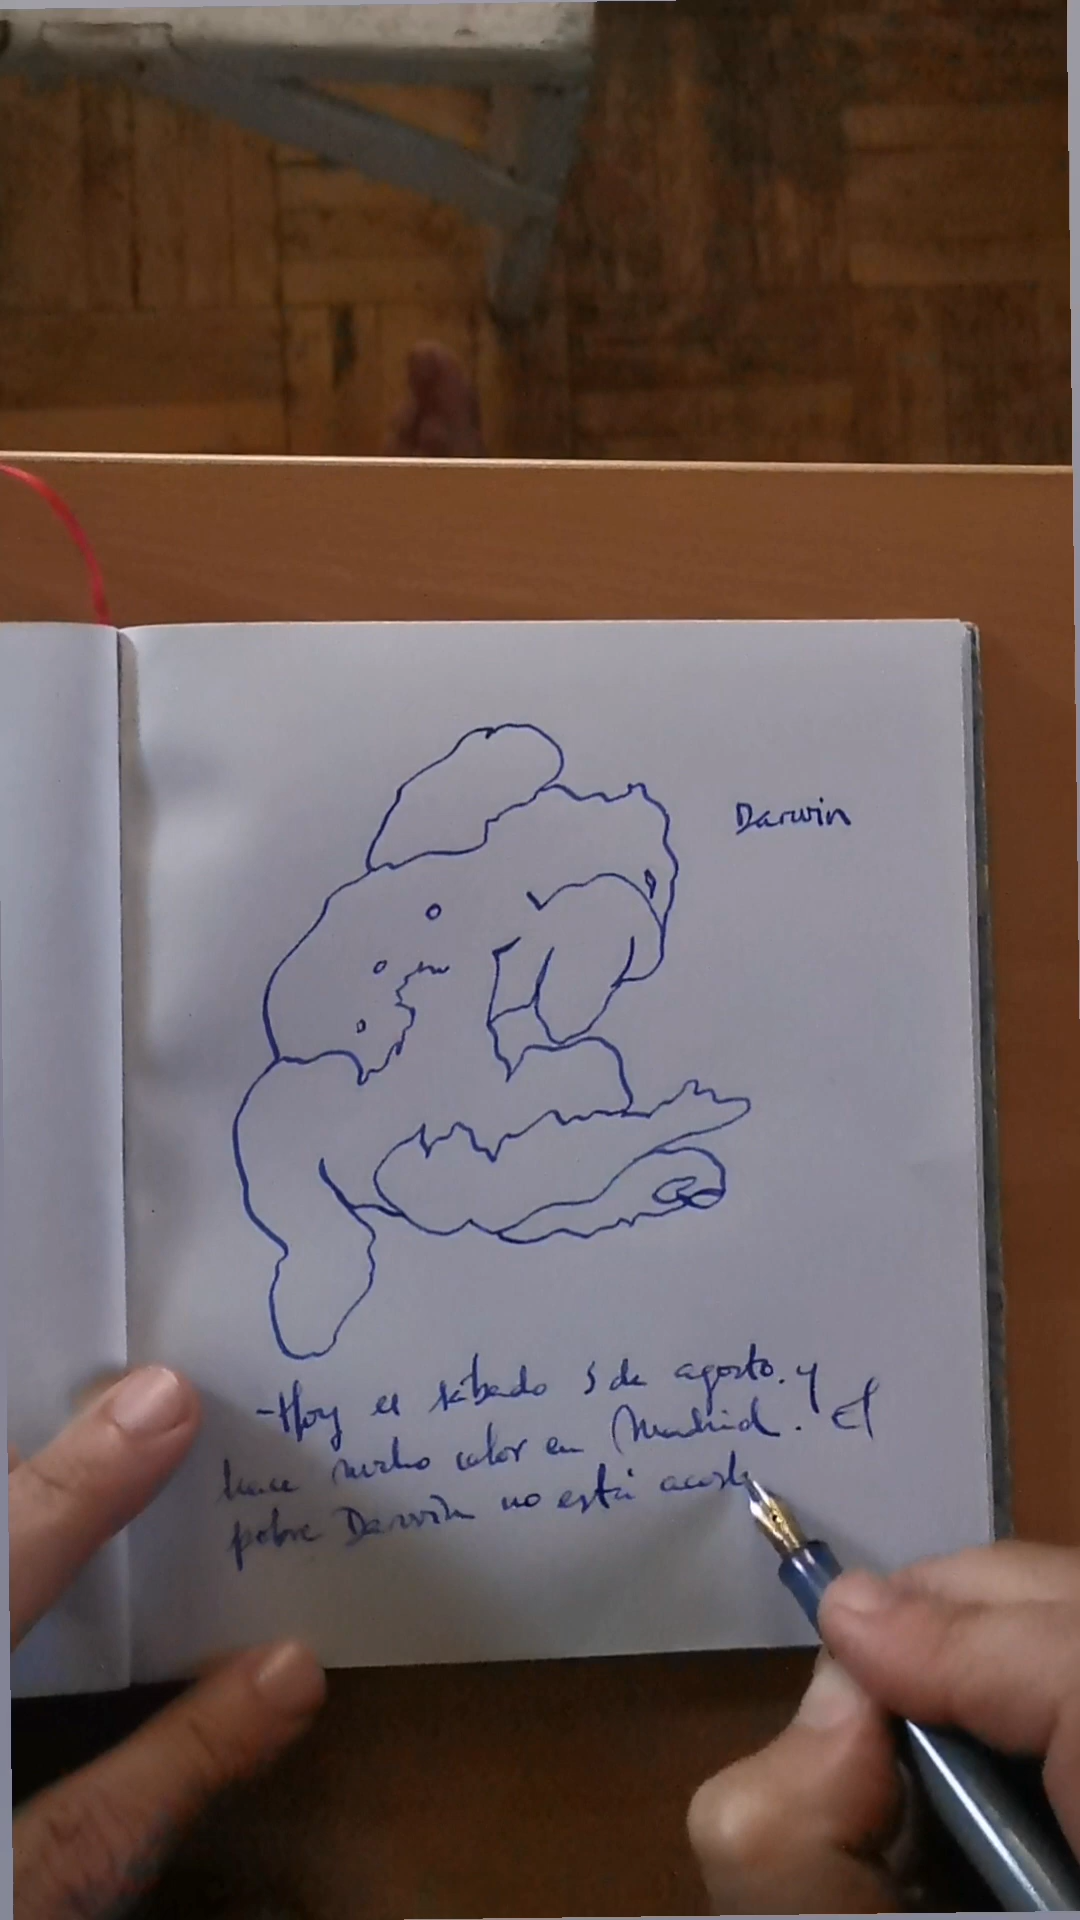 Darwin
-Hoy es sábado 5 de agosto. y
hace mucho calor en Madrid. El
pobre Darwin no está acost